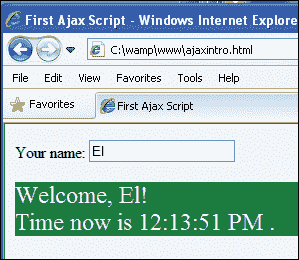 First Ajax Script - Windows Internet Explore
C:\wamp\www\ajaxintro.html
File Edit View Favorites Tools Help
Favorites First Ajax Script
Your name: El
Welcome, El!
Time now is 12:13:51 PM .